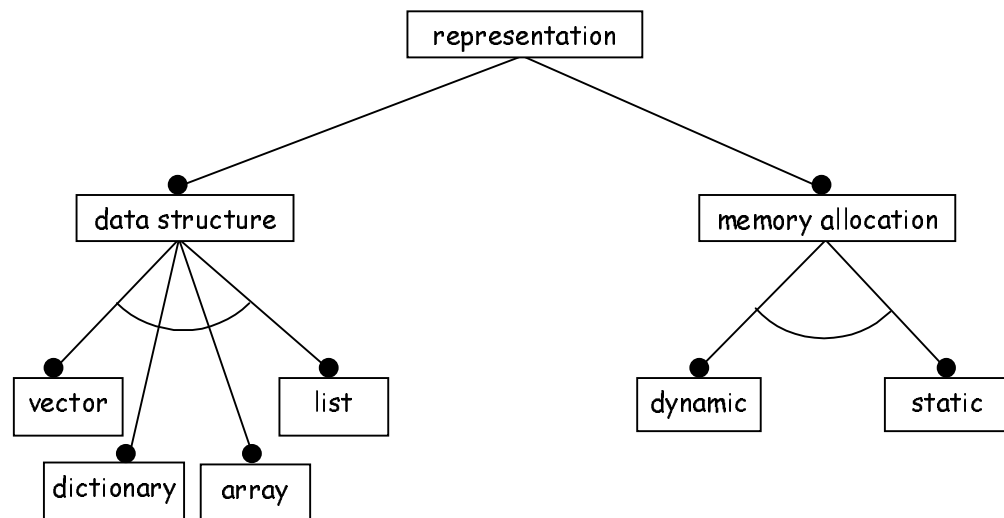 representation
data structure
memory allocation
vector
list
dynamic
static
dictionary
array